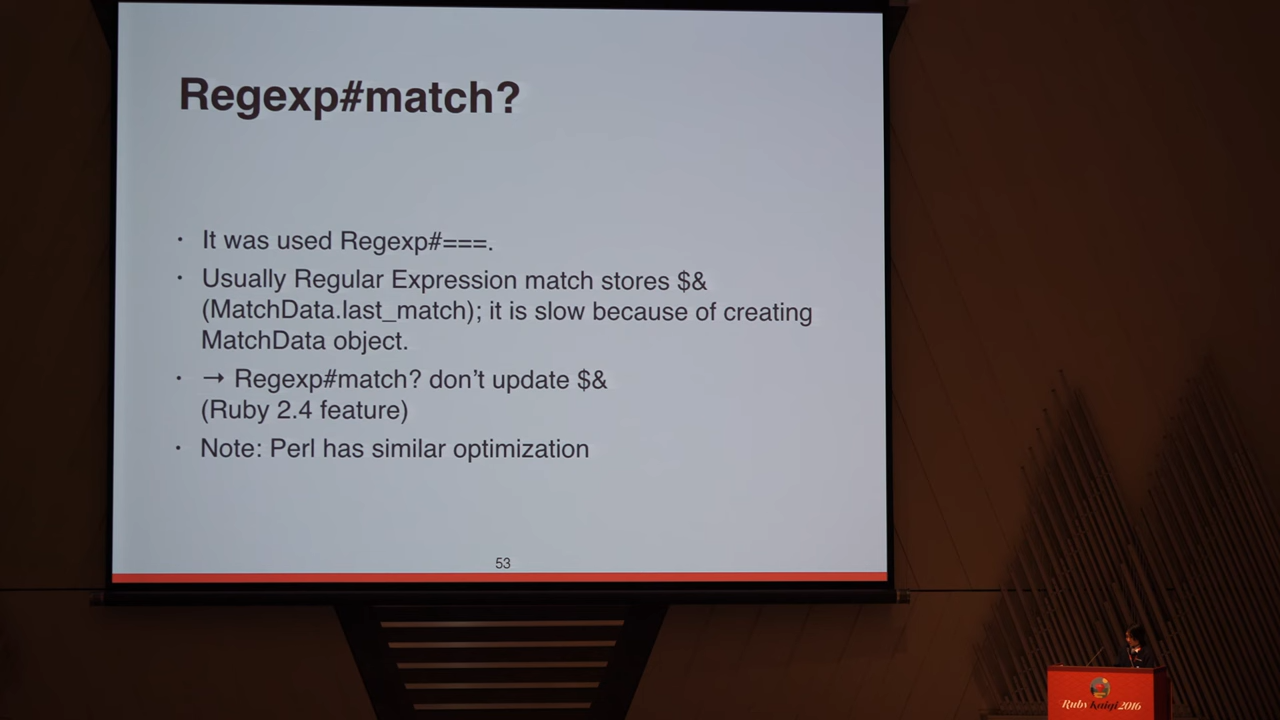 Regexp#match?
・ It was used Regexp#===.
・ Usually Regular Expression match stores $&
(MatchData.last_match); it is slow because of creating
MatchData object.
・ → Regexp#match? don’t update $&
(Ruby 2.4 feature)
・ Note: Perl has similar optimization
53
Ruby Kaigi 2016